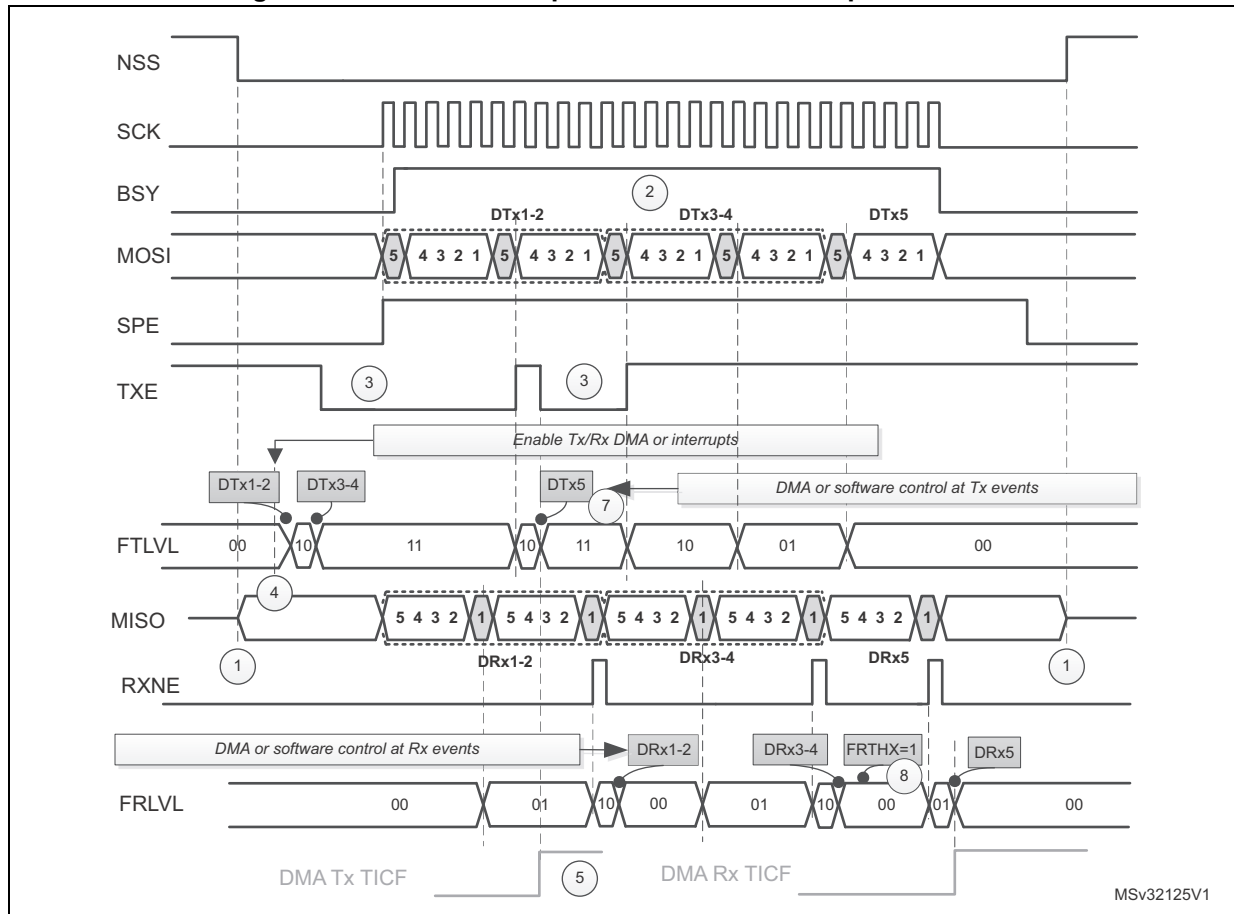 NSS
SCK
BSY
2
DTx1-2
DTx3-4
DTx5
MOSI
5 4 3 2 1 5 4 3 2 1 5 4 3 2 1 5 4 3 2 1 5 4 3 2 1
SPE
TXE
3
3
Enable Tx/Rx DMA or interrupts
DTx1-2
DTx3-4
DTx5
7
DMA or software control at Tx events
FTLVL
00 10 11 10 11 10 01 00
4
MISO
5 4 3 2 1 5 4 3 2 1 5 4 3 2 1 5 4 3 2 1 5 4 3 2 1
1
DRx1-2
DRx3-4
DRx5
1
RXNE
DMA or software control at Rx events
DRx1-2
DRx3-4
FRTHX=1
8
DRx5
FRLVL
00 01 10 00 01 10 00 01 00
DMA Tx TICF
5
DMA Rx TICF
MSv32125V1